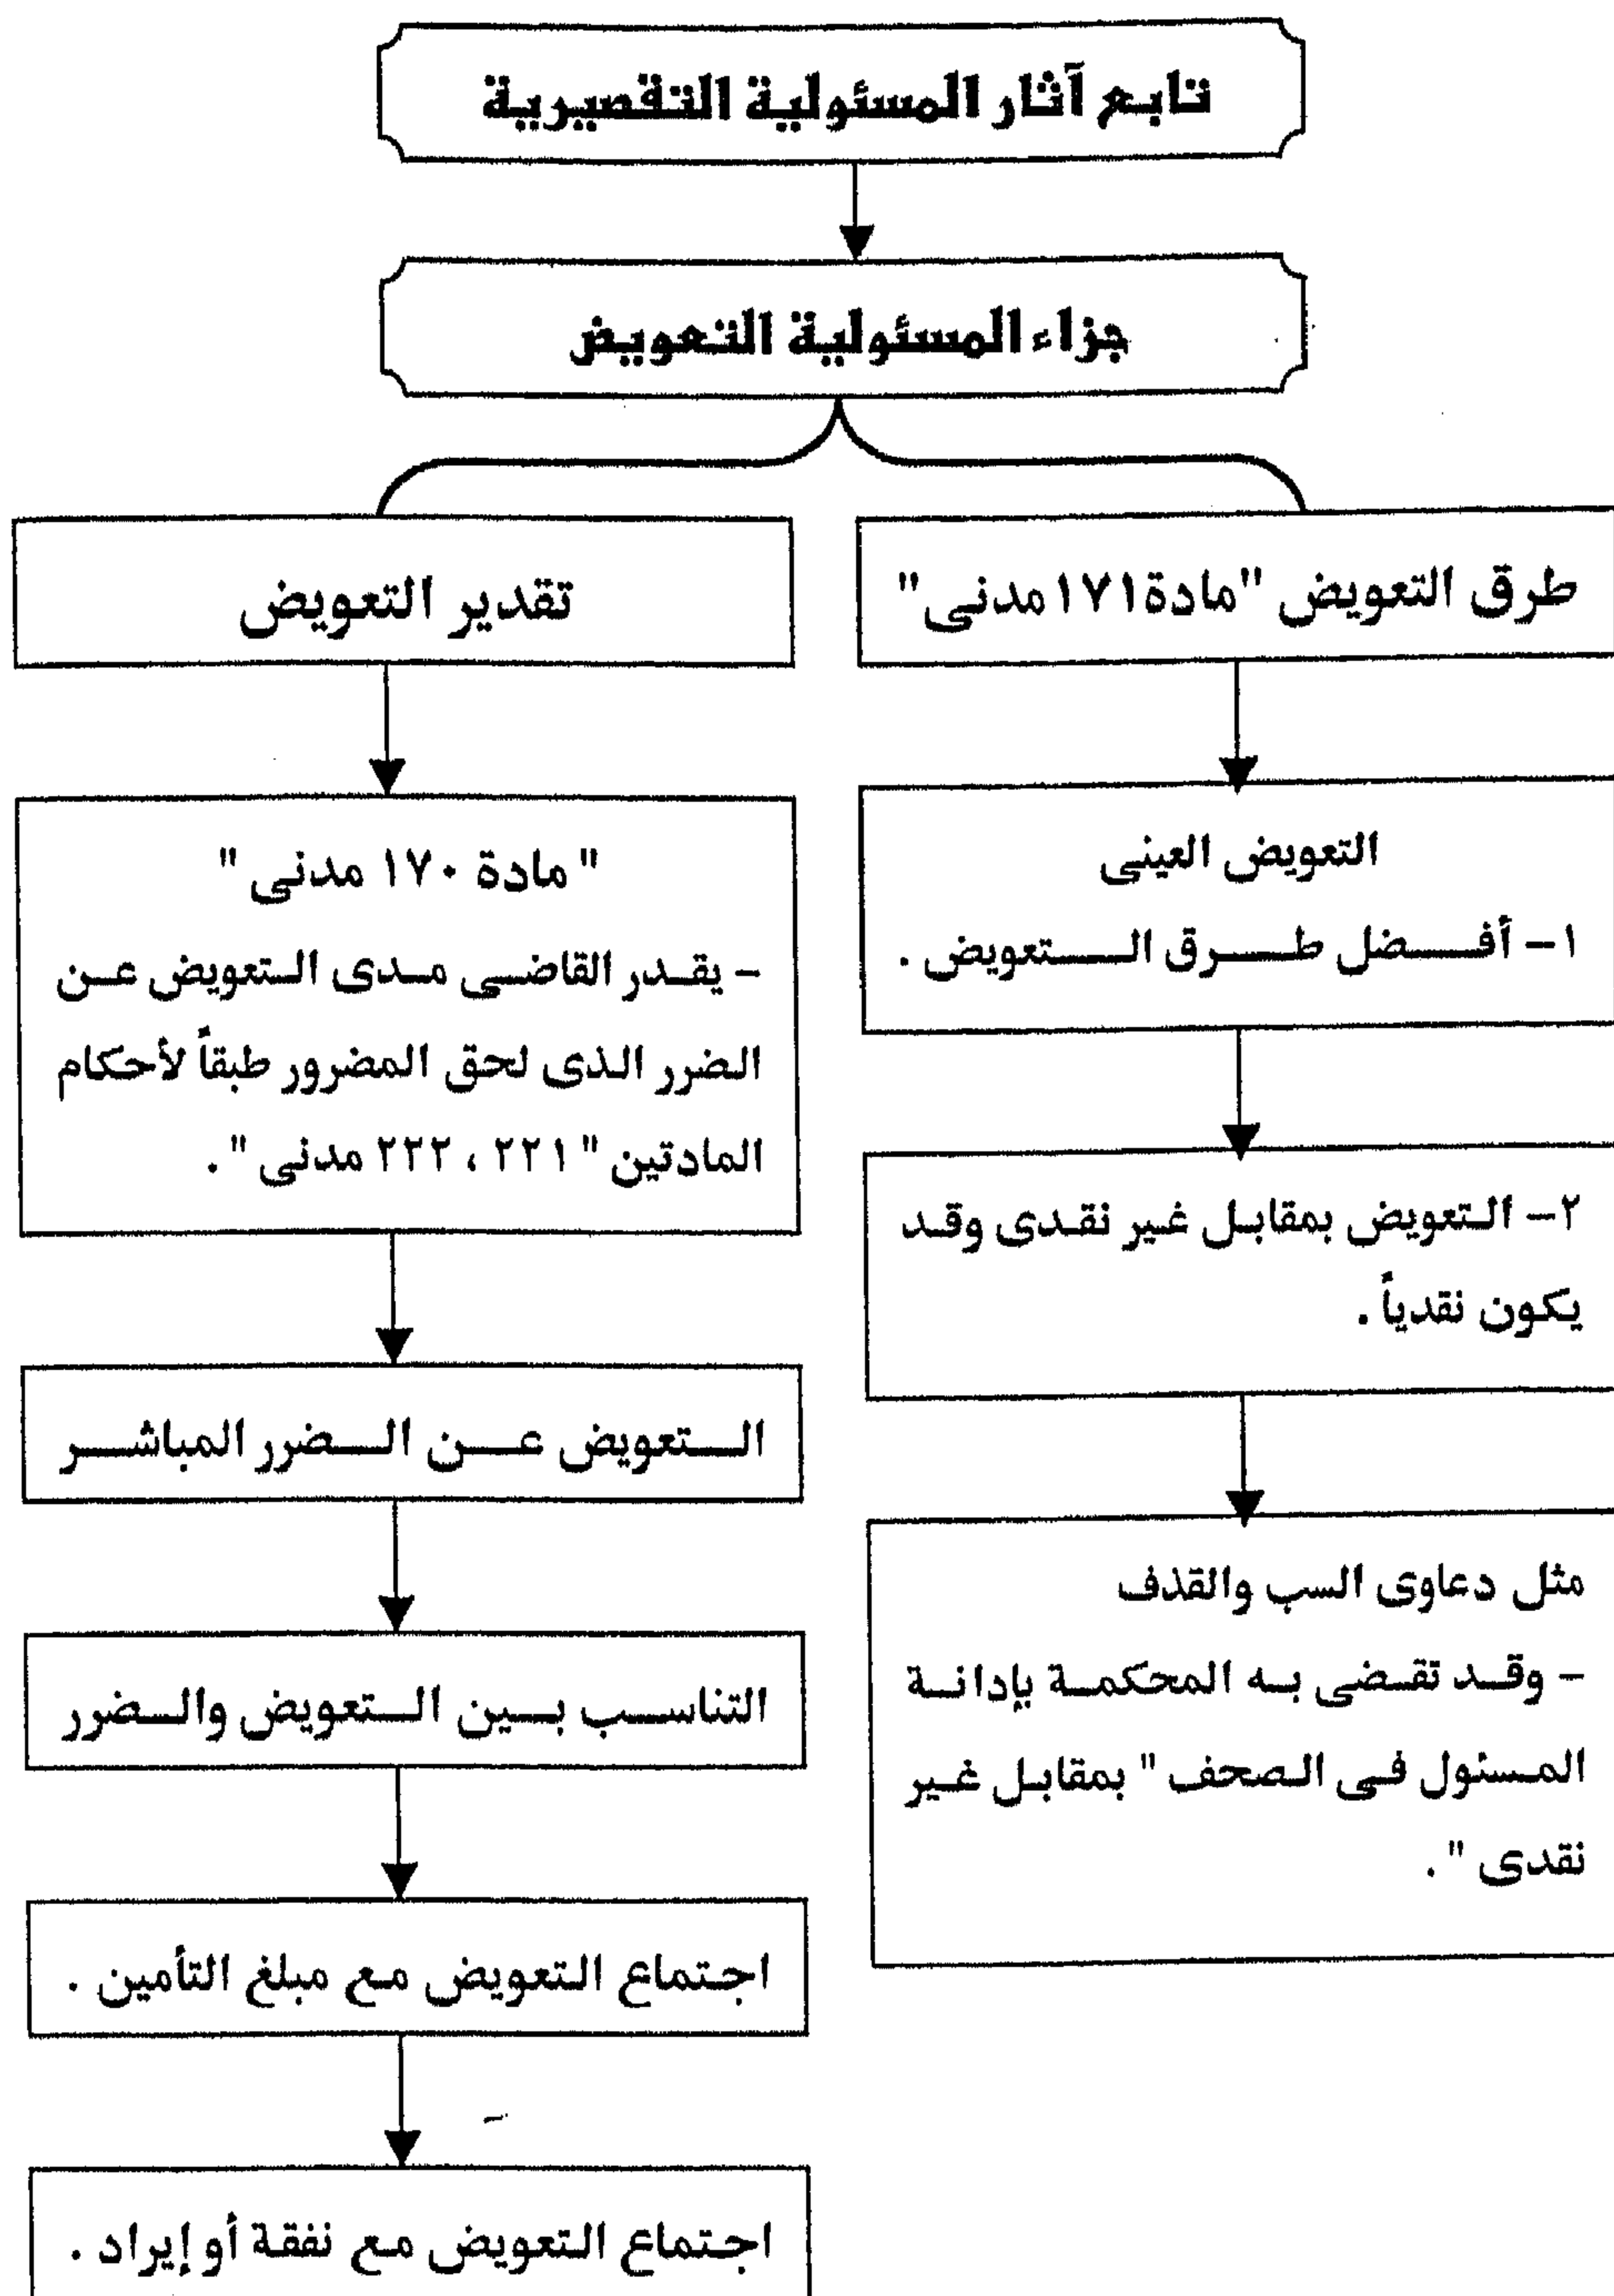 تابع آثار المسئولية التقصيرية
جزاء المسئولية التعويض
طرق التعويض "مادة ١٧١ مدنى"
التعويض العينى
١– أفضل طرق التعويض .
٢– التعويض بمقابل غير نقدى وقد
يكون نقدياً .
مثل دعاوى السب والقذف
– وقد تقضى به المحكمة بإدانة
المسئول فى الصحف " بمقابل غير
نقدى " .
تقدير التعويض
" مادة ١٧٠ مدنى "
– يقدر القاضى مدى التعويض عن
الضرر الذى لحق المضرور طبقاً لأحكام
المادتين " ٢٢١ ، ٢٢٢ مدنى " .
التعويض عن الضرر المباشر
التناسب بين التعويض والضرر
اجتماع التعويض مع مبلغ التأمين .
اجتماع التعويض مع نفقة أو إيراد .